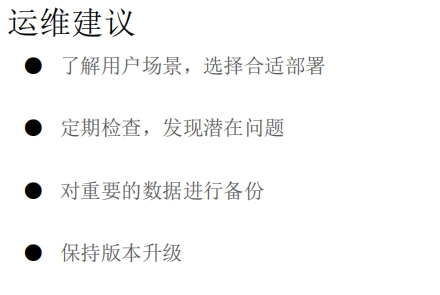 运维建议
● 了解用户场景，选择合适部署
● 定期检查，发现潜在问题
● 对重要的数据进行备份
● 保持版本升级